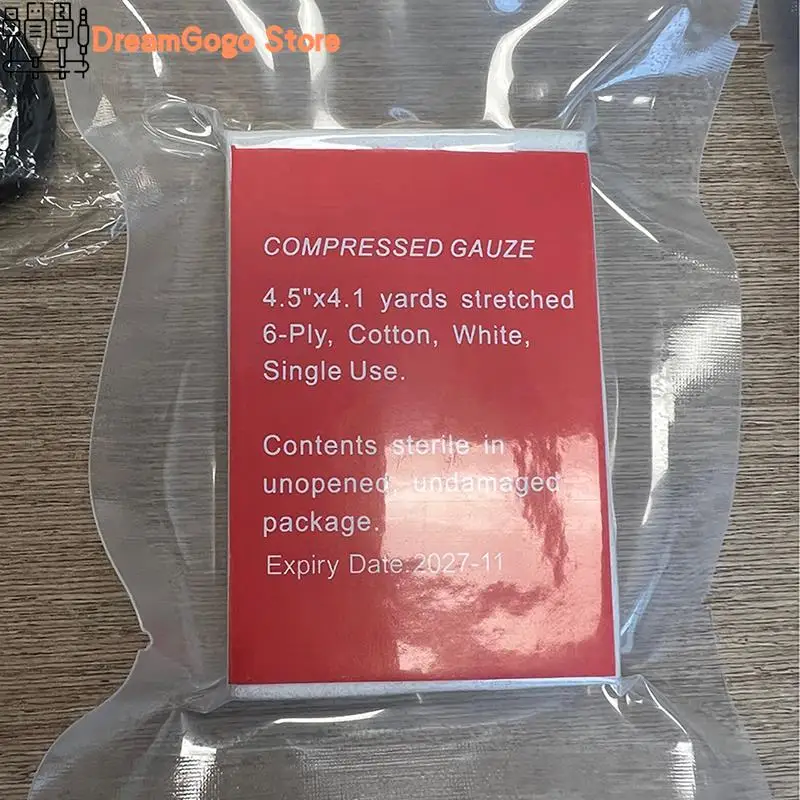 DreamGogo Store
COMPRESSED GAUZE
4.5"x4.1 yards stretched
6-Ply, Cotton, White,
Single Use.
Contents sterile in
unopened, undamaged
package.
Expiry Date:2027-11